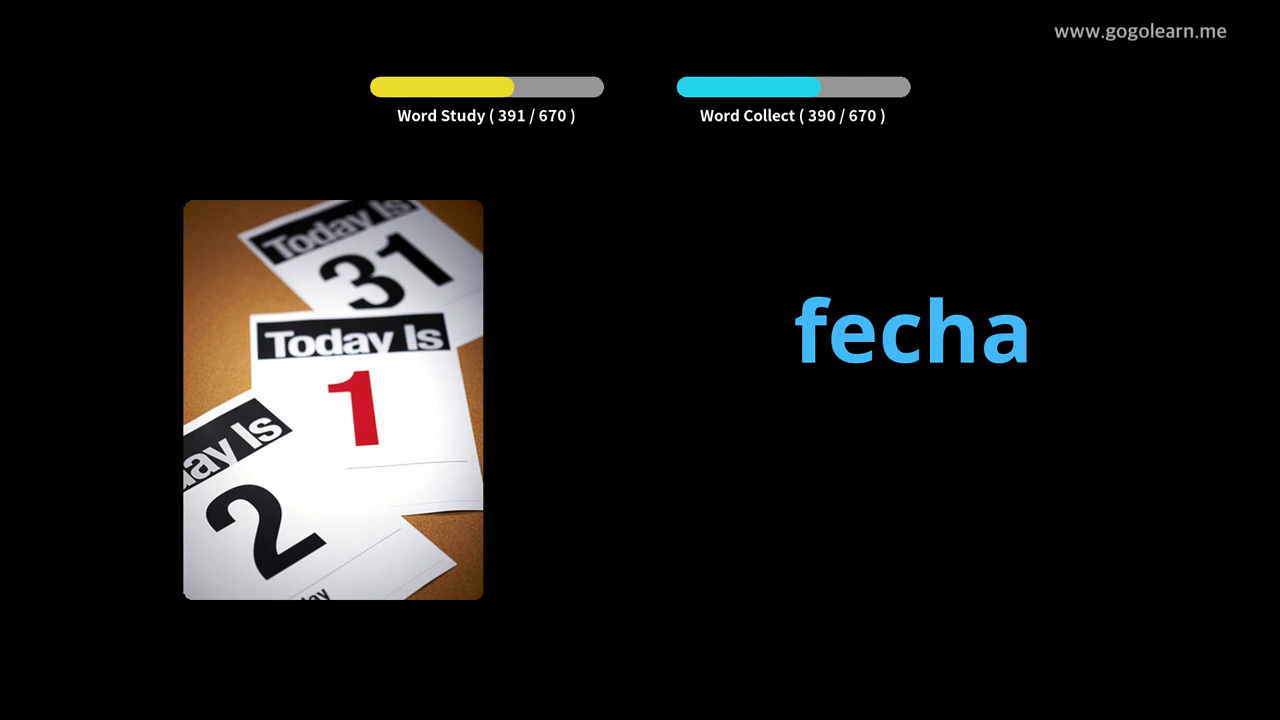 www.gogolearn.me
Word Study ( 391 / 670 )
Word Collect ( 390 / 670 )
Today Is
31
Today Is
1
ay Is
2
ay
fecha